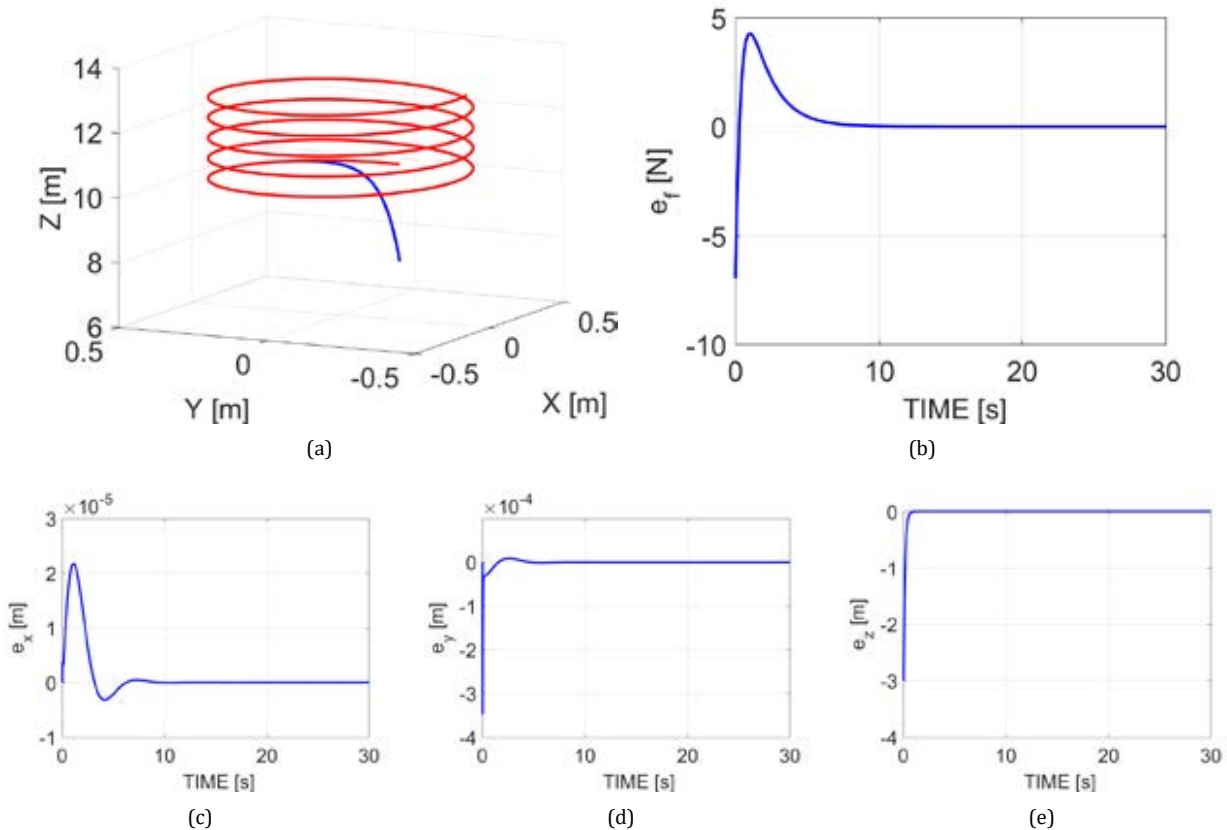 14
12
10
8
6
Z [m]
0.5
0
-0.5
Y [m]
-0.5
0
0.5
X [m]
(a)
5
0
-5
-10
e_f [N]
0 10 20 30
TIME [s]
(b)
×10^-5
3
2
1
0
-1
e_x [m]
0 10 20 30
TIME [s]
(c)
×10^-4
0
-1
-2
-3
-4
e_y [m]
0 10 20 30
TIME [s]
(d)
0
-1
-2
-3
-4
e_z [m]
0 10 20 30
TIME [s]
(e)